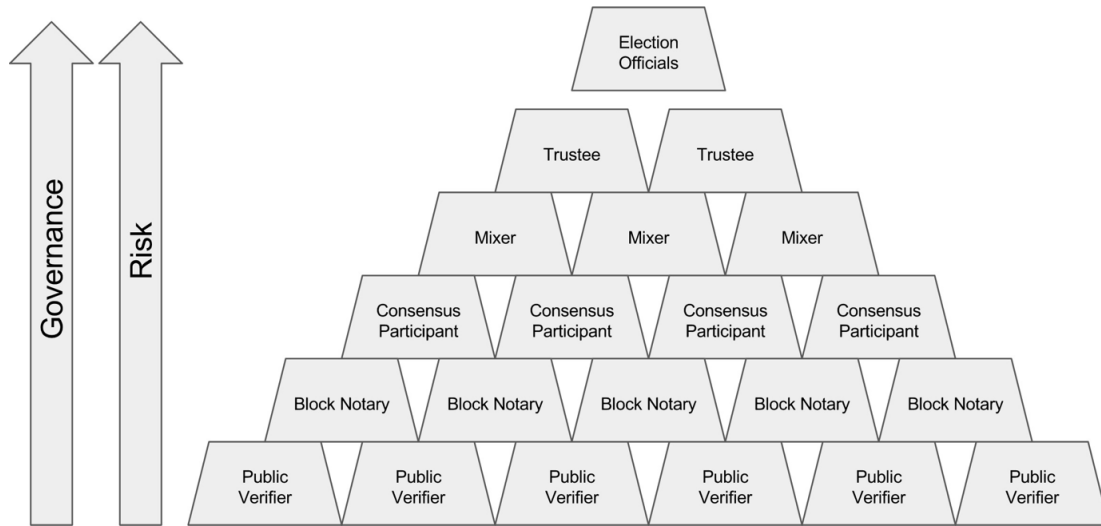 Governance
Risk
Election
Officials
Trustee
Trustee
Mixer
Mixer
Mixer
Consensus
Participant
Consensus
Participant
Consensus
Participant
Consensus
Participant
Block Notary
Block Notary
Block Notary
Block Notary
Block Notary
Public
Verifier
Public
Verifier
Public
Verifier
Public
Verifier
Public
Verifier
Public
Verifier